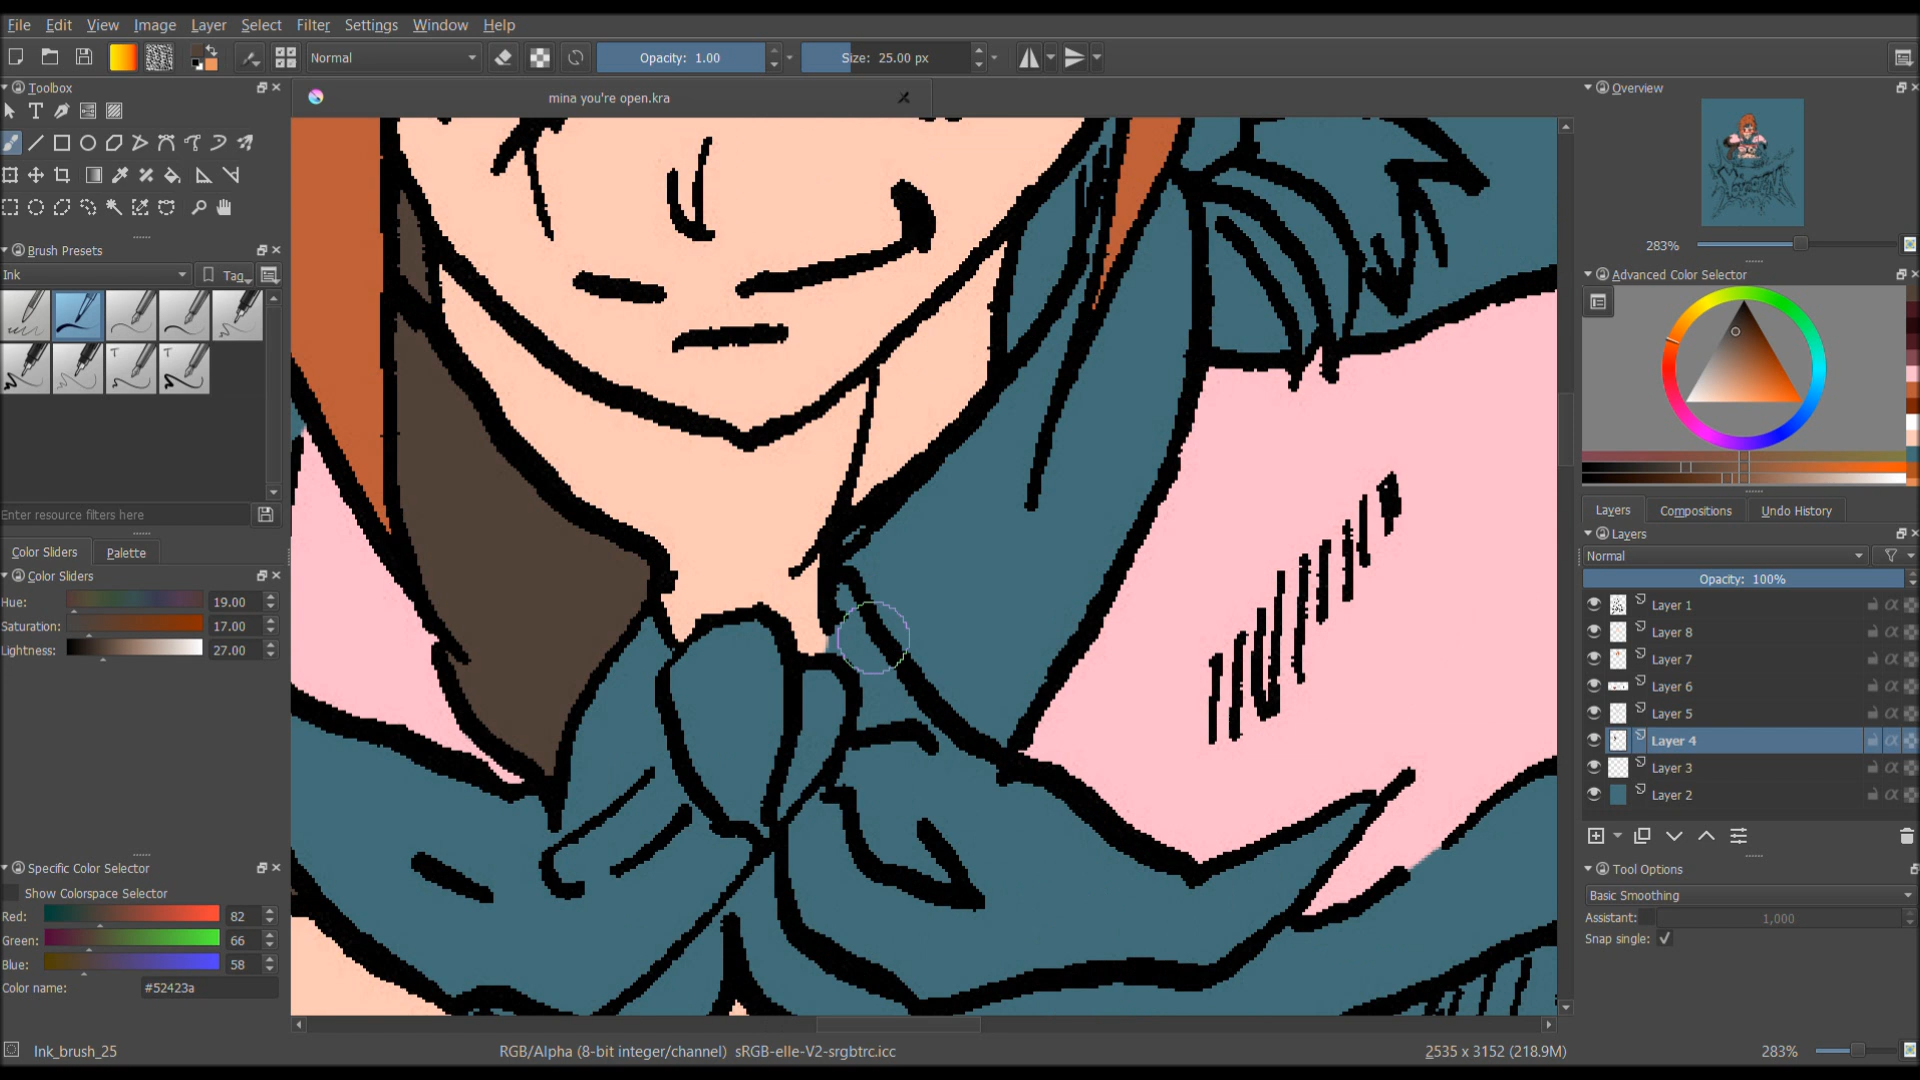 File Edit View Image Layer Select Filter Settings Window Help
Normal Opacity: 1.00 Size: 25.00 px
Toolbox
mina you're open.kra
Overview
283%
Brush Presets
Ink Tag
Enter resource filters here
Advanced Color Selector
Color Sliders Palette
Color Sliders
Hue: 19.00
Saturation: 17.00
Lightness: 27.00
Layers Compositions Undo History
Layers
Normal
Opacity: 100%
Layer 1
Layer 8
Layer 7
Layer 6
Layer 5
Layer 4
Layer 3
Layer 2
Specific Color Selector
Show Colorspace Selector
Red: 82
Green: 66
Blue: 58
Color name: #52423a
Tool Options
Basic Smoothing
Assistant: 1,000
Snap single:
Ink_brush_25
RGB/Alpha (8-bit integer/channel) sRGB-elle-V2-srgbtrc.icc
2535 x 3152 (218.9M)
283%